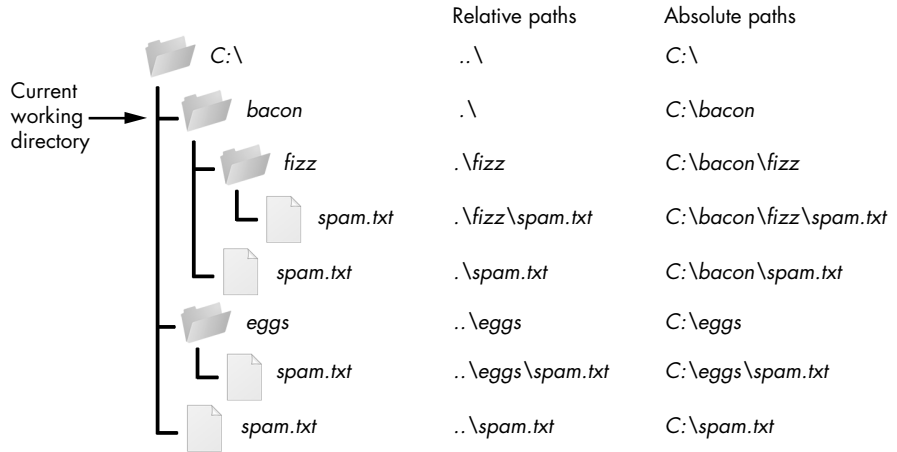 Relative paths Absolute paths
C:\ ..\ C:\
Current
working
directory
bacon .\ C:\bacon
fizz .\fizz C:\bacon\fizz
spam.txt .\fizz\spam.txt C:\bacon\fizz\spam.txt
spam.txt .\spam.txt C:\bacon\spam.txt
eggs ..\eggs C:\eggs
spam.txt ..\eggs\spam.txt C:\eggs\spam.txt
spam.txt ..\spam.txt C:\spam.txt